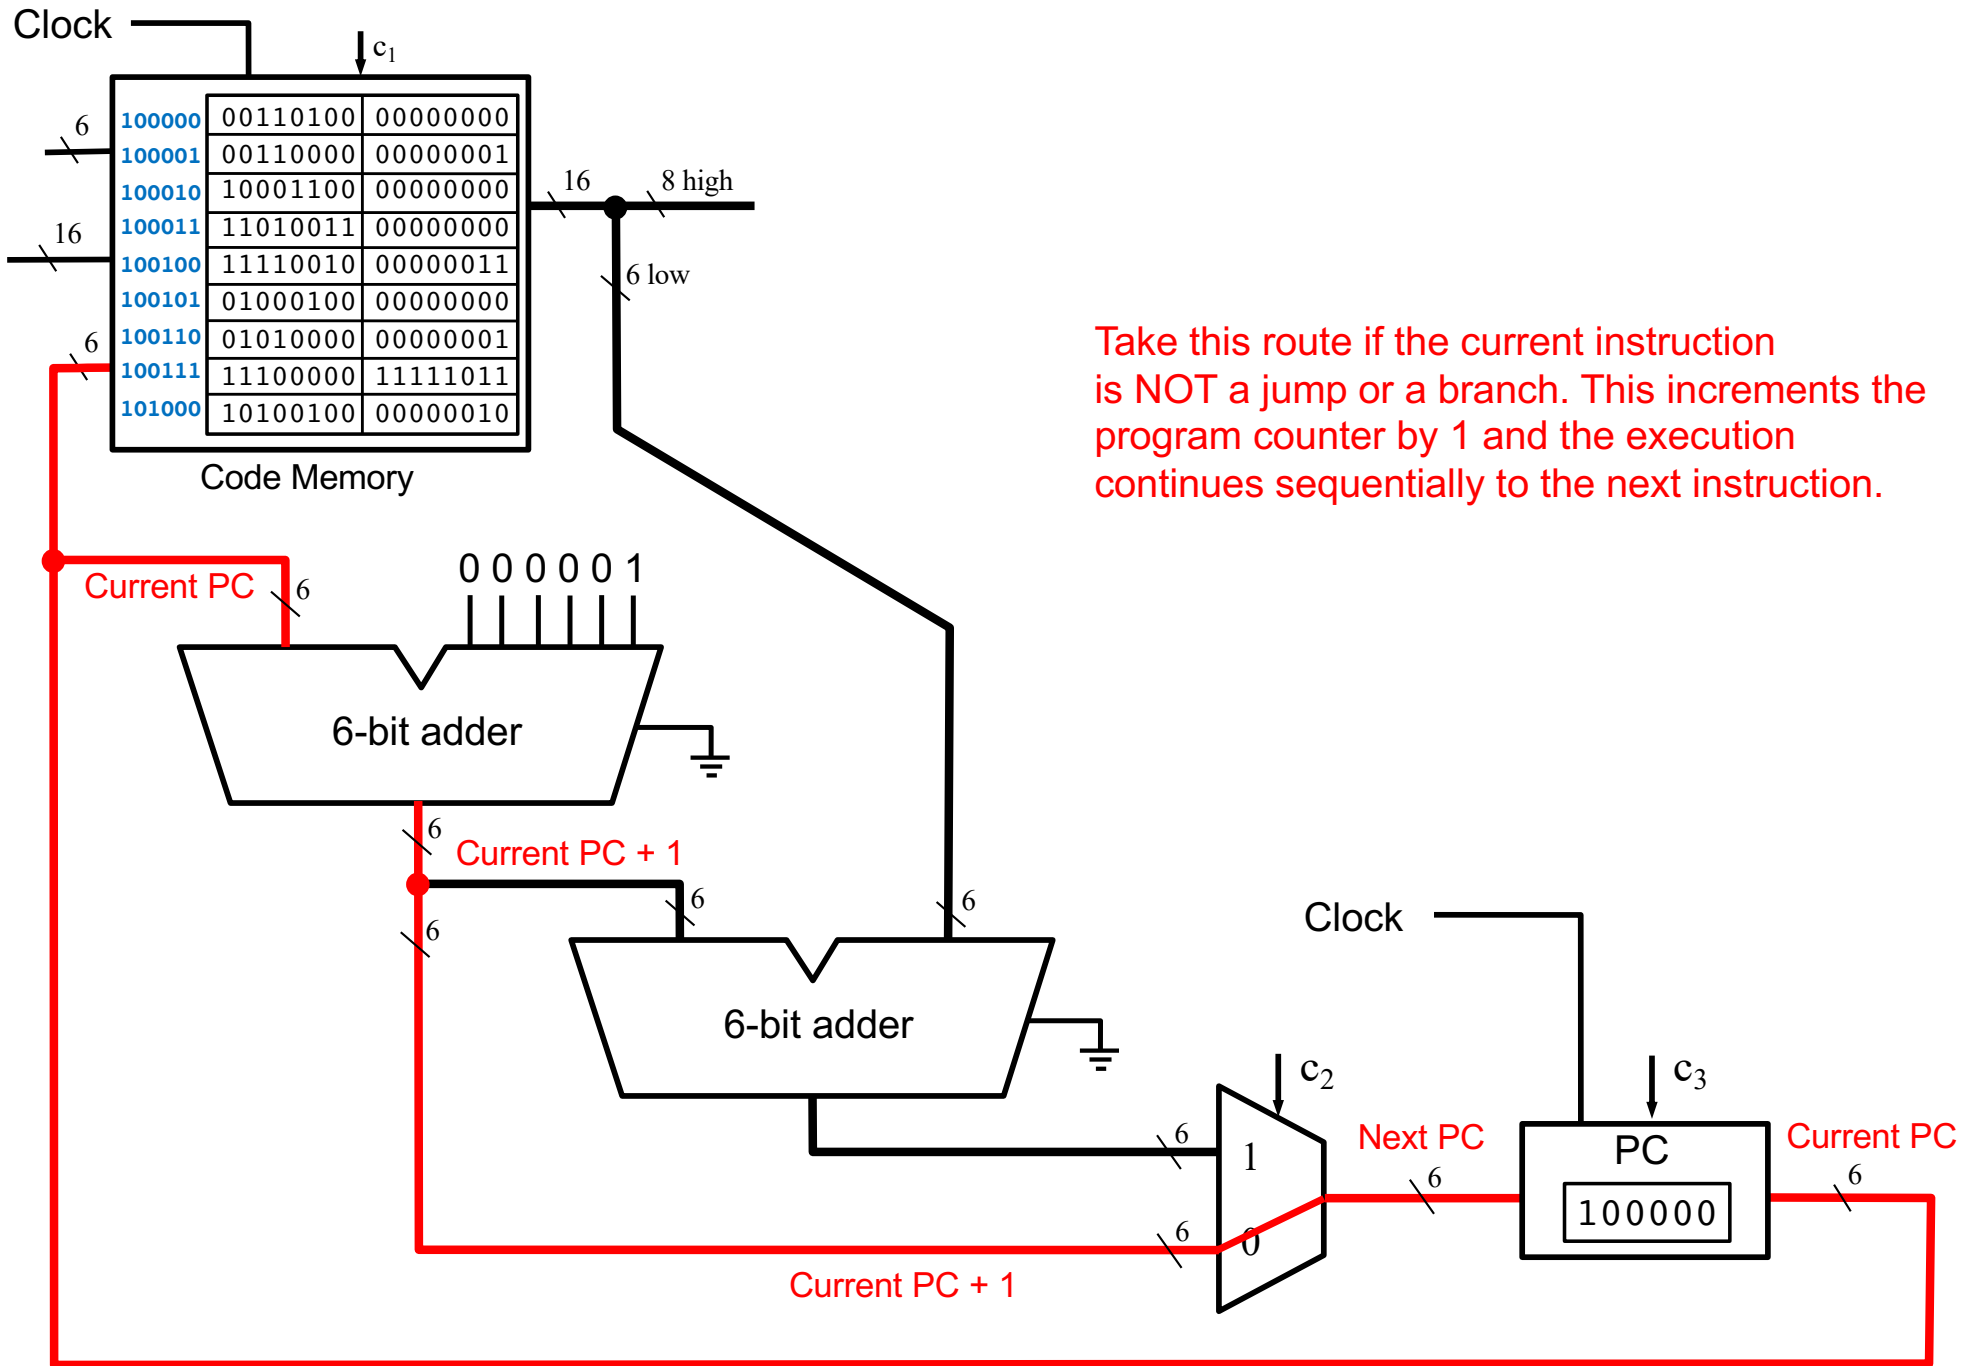 Clock
c1
6
100000 00110100 00000000
100001 00110000 00000001
100010 10001100 00000000
16
8 high
100011 11010011 00000000
16
100100 11110010 00000011
6 low
100101 01000100 00000000
100110 01010000 00000001
6
100111 11100000 11111011
101000 10100100 00000010
Code Memory
Take this route if the current instruction
is NOT a jump or a branch. This increments the
program counter by 1 and the execution
continues sequentially to the next instruction.
0 0 0 0 0 1
Current PC
6
6-bit adder
6
Current PC + 1
6
6
6
Clock
6-bit adder
c2
c3
6
1
Next PC
6
PC
Current PC
6
100000
6
0
Current PC + 1